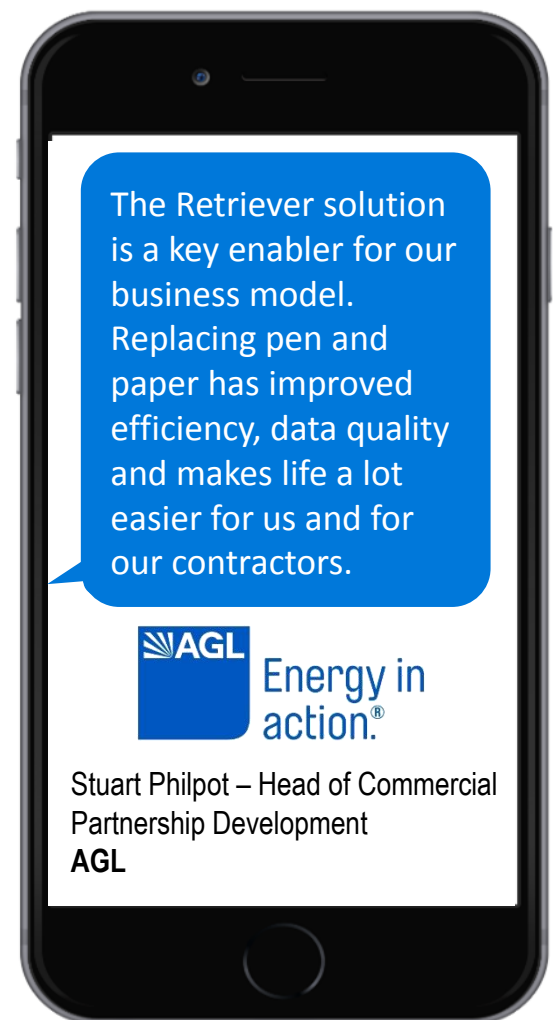 The Retriever solution
is a key enabler for our
business model.
Replacing pen and
paper has improved
efficiency, data quality
and makes life a lot
easier for us and for
our contractors.
AGL
Energy in
action.®
Stuart Philpot – Head of Commercial
Partnership Development
AGL